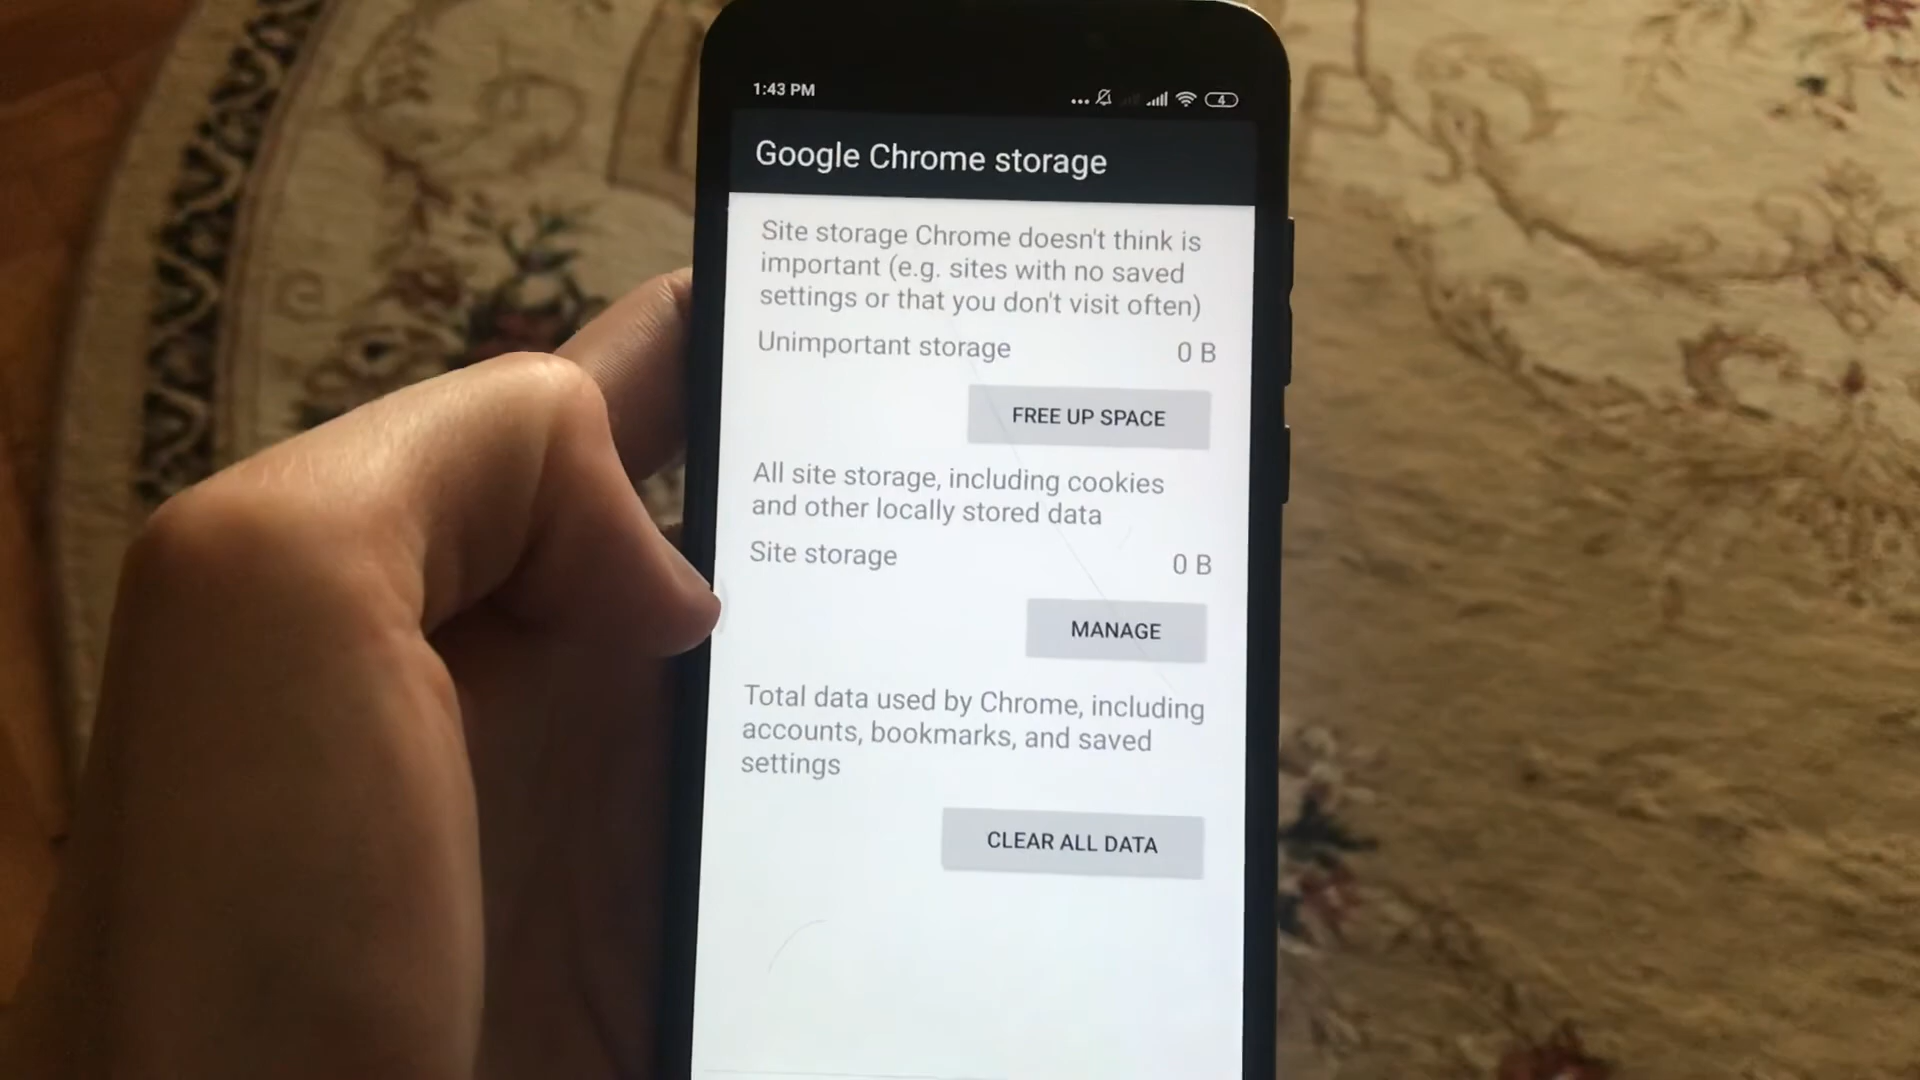 1:43 PM
4
Google Chrome storage
Site storage Chrome doesn't think is
important (e.g. sites with no saved
settings or that you don't visit often)
Unimportant storage 0 B
FREE UP SPACE
All site storage, including cookies
and other locally stored data
Site storage 0 B
MANAGE
Total data used by Chrome, including
accounts, bookmarks, and saved
settings
CLEAR ALL DATA